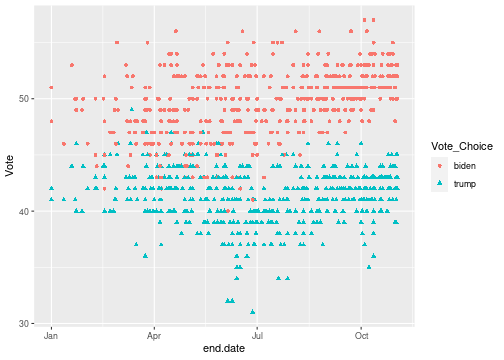 50
40
30
Vote
Jan
Apr
Jul
Oct
end.date
Vote_Choice
biden
trump